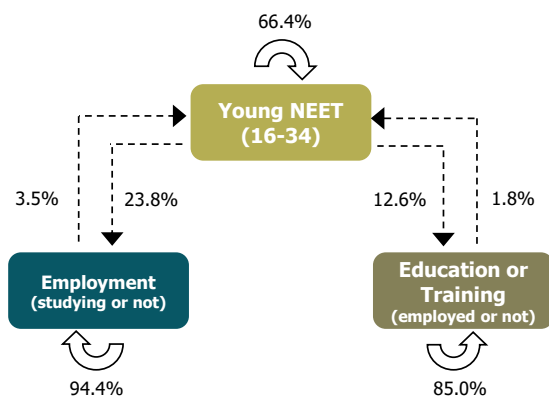 66.4%
Young NEET
(16-34)
3.5%
23.8%
12.6%
1.8%
Employment
(studying or not)
Education or
Training
(employed or not)
94.4%
85.0%